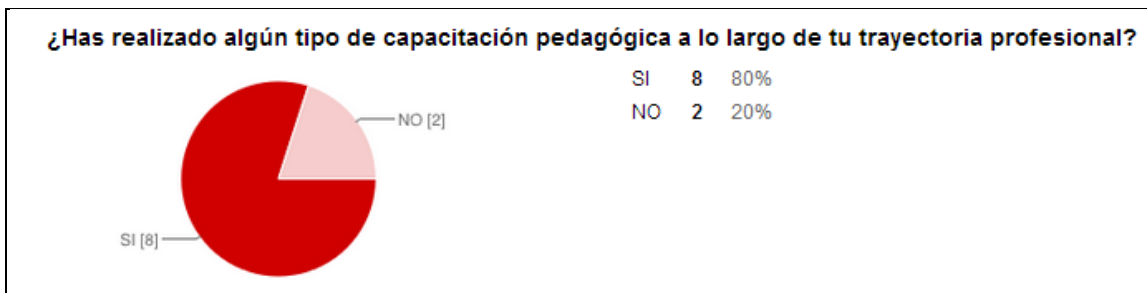 ¿Has realizado algún tipo de capacitación pedagógica a lo largo de tu trayectoria profesional?
SI 8 80%
NO 2 20%
NO [2]
SI [8]